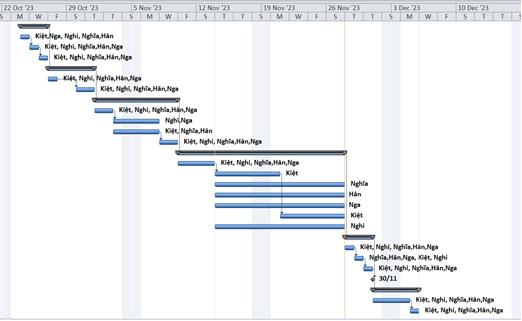 22 Oct '23 29 Oct '23 5 Nov '23 12 Nov '23 19 Nov '23 26 Nov '23 3 Dec '23 10 Dec '23
S M W F S T T S M W F S T T S M W F S T T S M W F S T T S
Kiệt,Nga, Nghi, Nghĩa,Hân
Kiệt, Nghi, Nghĩa,Hân,Nga
Kiệt, Nghi, Nghĩa,Hân,Nga
Kiệt, Nghi, Nghĩa,Hân,Nga
Kiệt, Nghi, Nghĩa,Hân,Nga
Kiệt, Nghi, Nghĩa,Hân,Nga
Nghi,Nga
Kiệt, Nghĩa,Hân
Kiệt, Nghi, Nghĩa,Hân,Nga
Kiệt, Nghi, Nghĩa,Hân,Nga
Kiệt
Nghĩa
Hân
Nga
Kiệt
Nghi
Kiệt, Nghi, Nghĩa,Hân,Nga
Nghĩa,Hân,Nga, Kiệt, Nghi
Kiệt, Nghi, Nghĩa,Hân,Nga
30/11
Kiệt, Nghi, Nghĩa,Hân,Nga
Kiệt, Nghi, Nghĩa,Hân,Nga